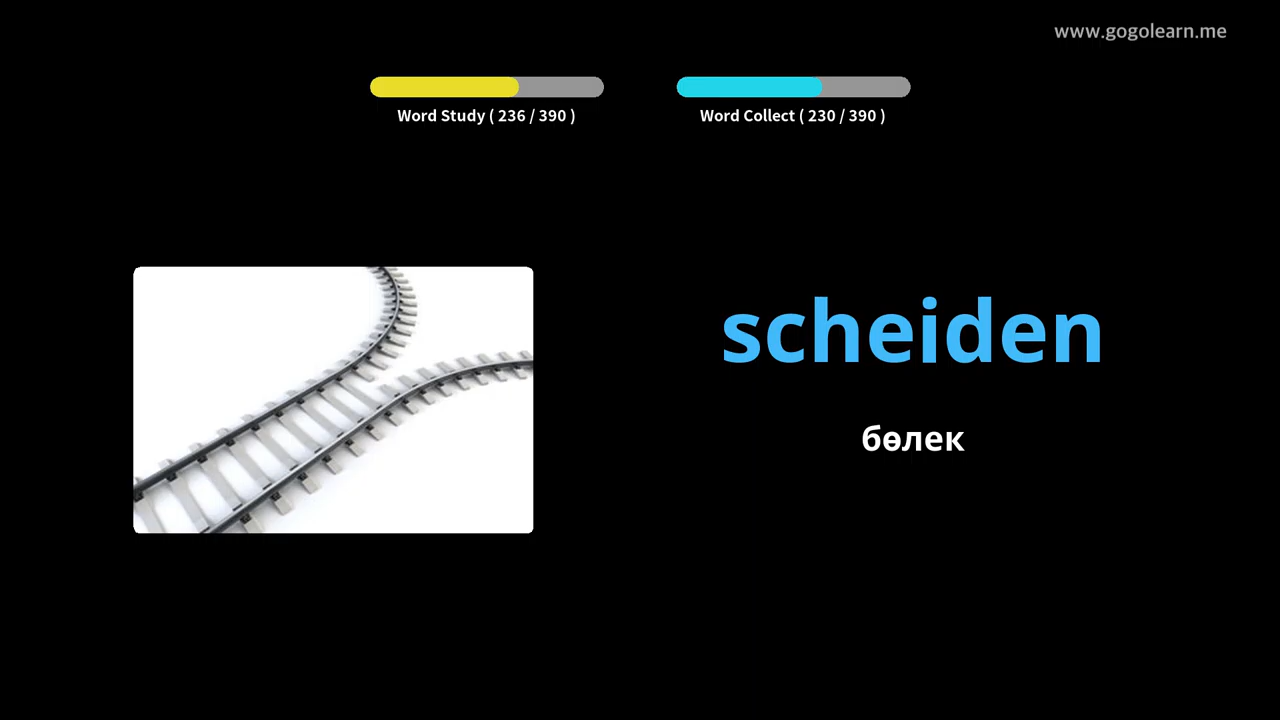 www.gogolearn.me
Word Study ( 236 / 390 )
Word Collect ( 230 / 390 )
scheiden
бөлек